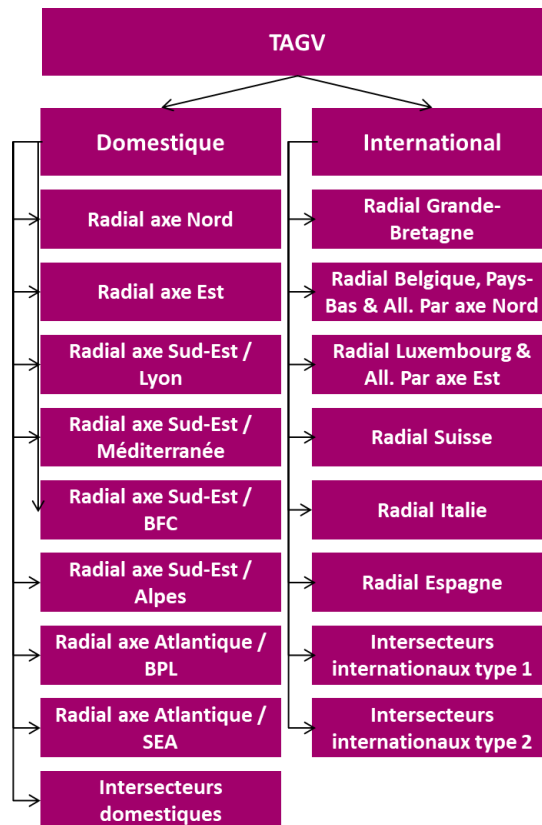 TAGV
Domestique
Radial axe Nord
Radial axe Est
Radial axe Sud-Est /
Lyon
Radial axe Sud-Est /
Méditerranée
Radial axe Sud-Est /
BFC
Radial axe Sud-Est /
Alpes
Radial axe Atlantique /
BPL
Radial axe Atlantique /
SEA
Intersecteurs
domestiques
International
Radial Grande-
Bretagne
Radial Belgique, Pays-
Bas & All. Par axe Nord
Radial Luxembourg &
All. Par axe Est
Radial Suisse
Radial Italie
Radial Espagne
Intersecteurs
internationaux type 1
Intersecteurs
internationaux type 2